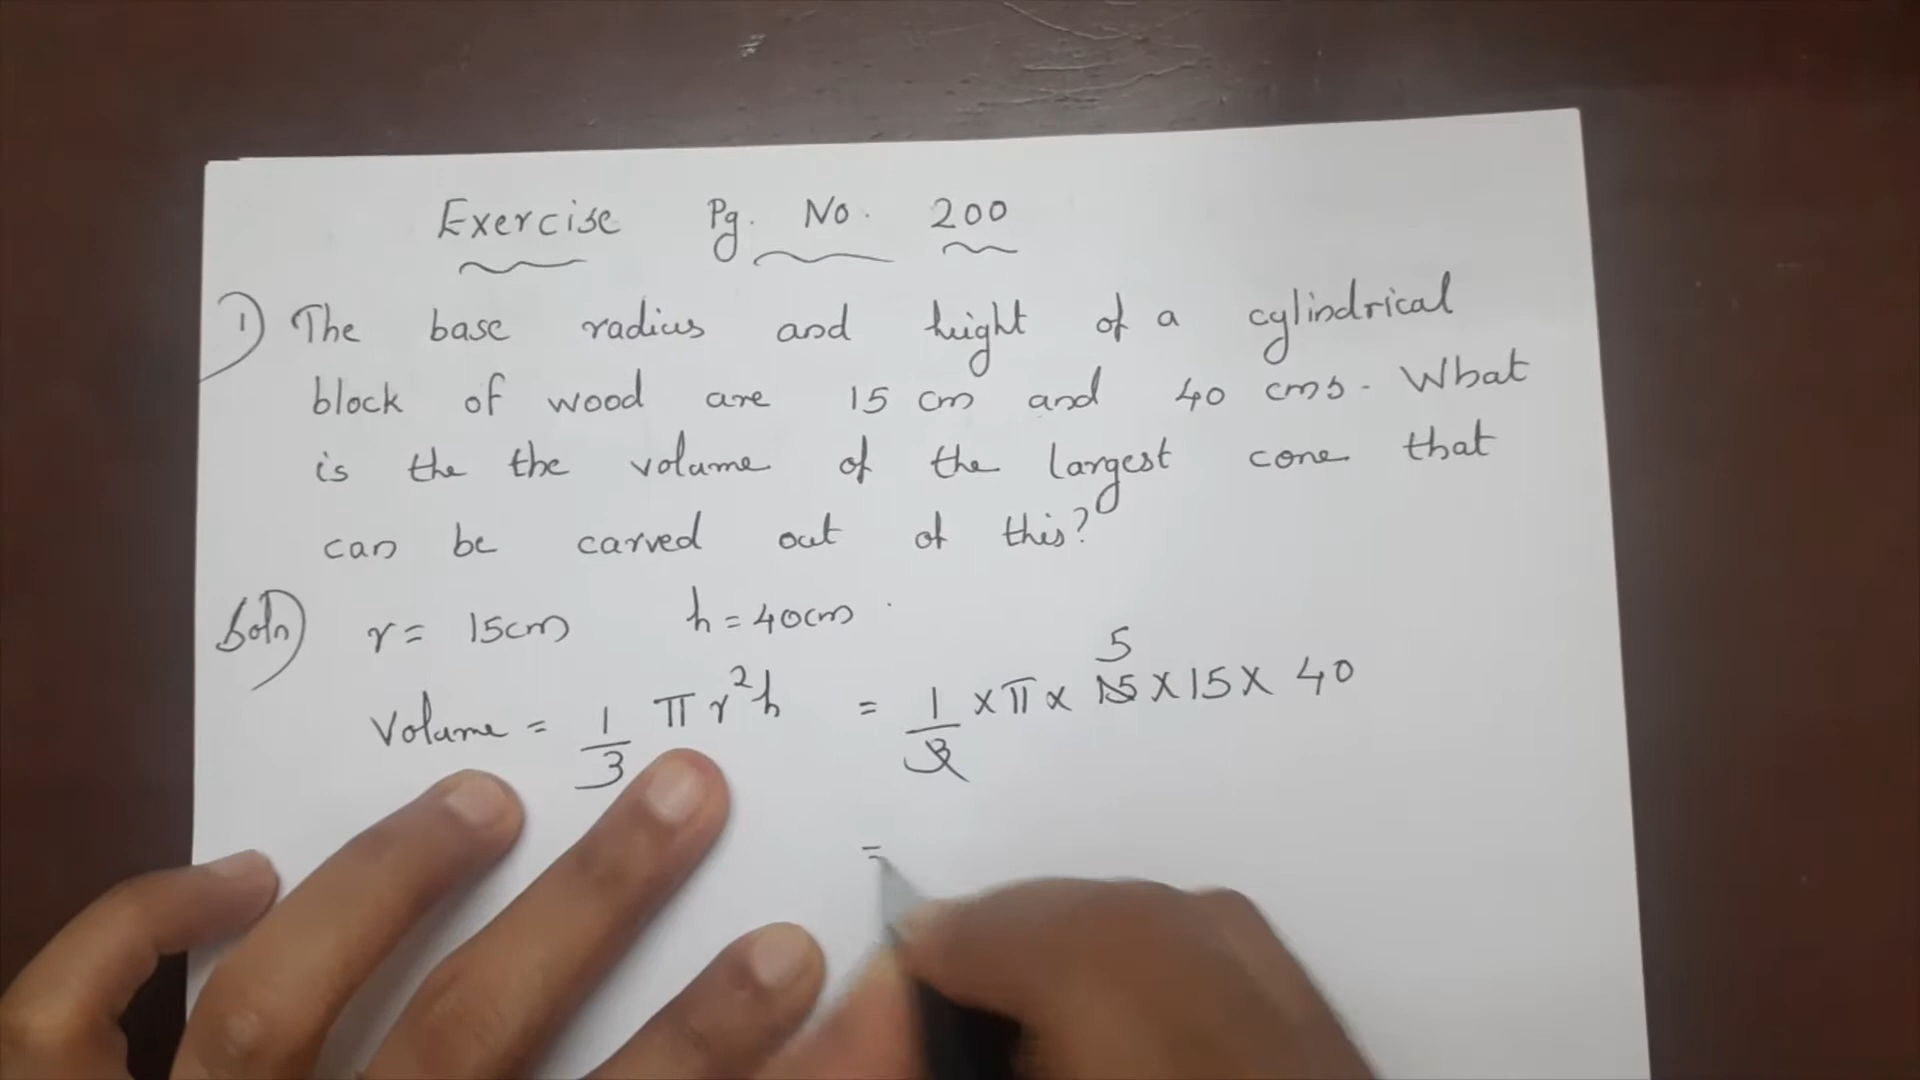 Exercise Pg. No. 200
1) The base radius and height of a cylindrical
block of wood are 15 cm and 40 cms. What
is the the volume of the largest cone that
can be carved out of this?
Soln) r = 15cm h = 40cm.
5
Volume = 1/3 πr²h = 1/3 × π × 15 × 15 × 40
=